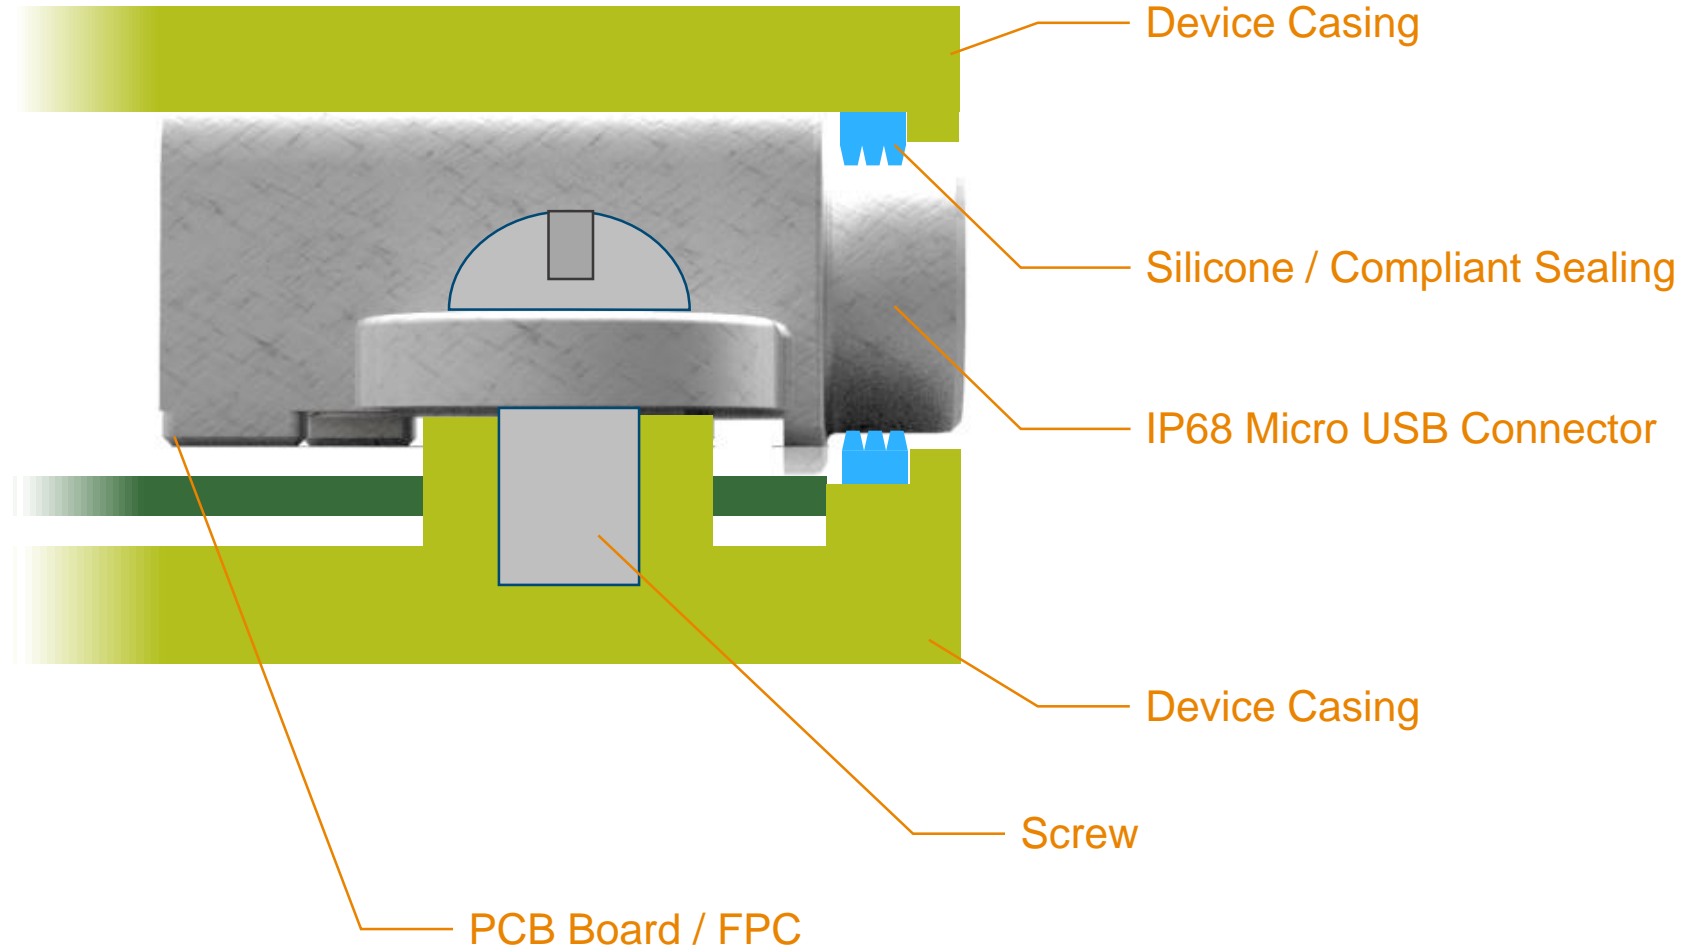 Device Casing
Silicone / Compliant Sealing
IP68 Micro USB Connector
Device Casing
Screw
PCB Board / FPC